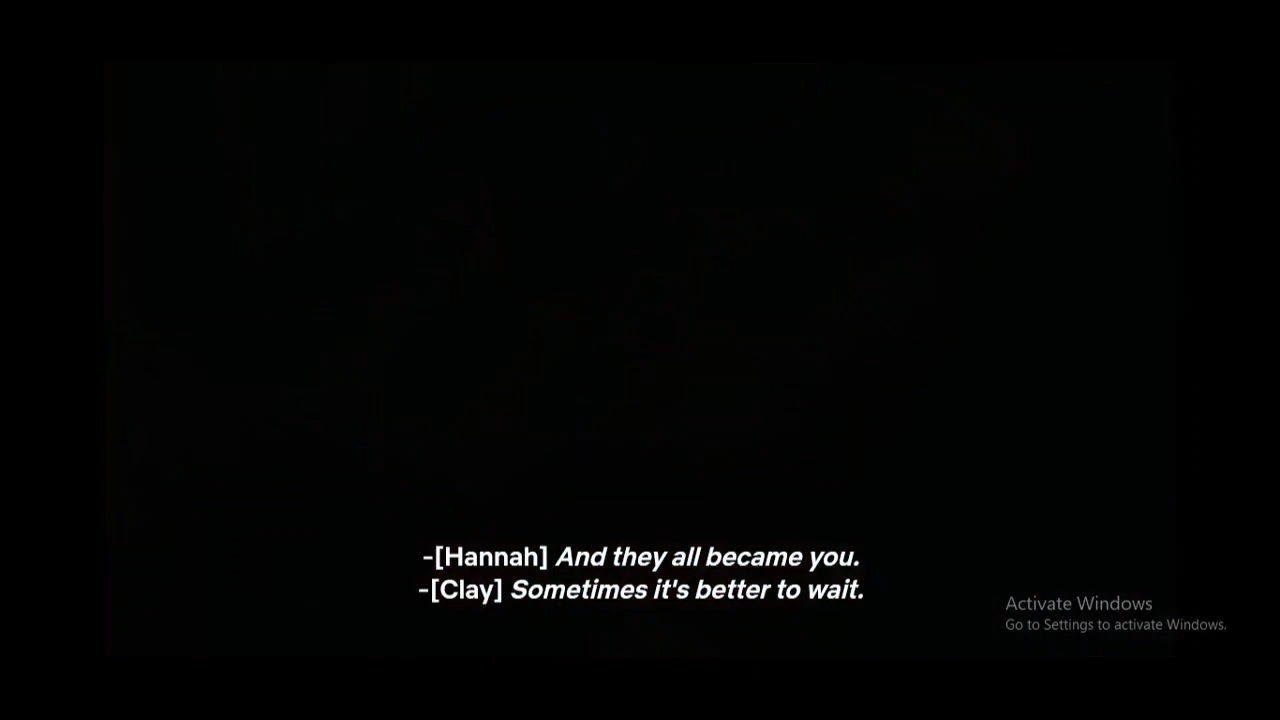 -[Hannah] And they all became you.
-[Clay] Sometimes it's better to wait.
Activate Windows
Go to Settings to activate Windows.